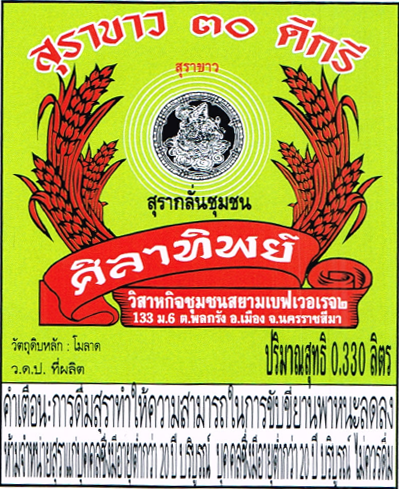 สุราขาว ๓๐ ดีกรี
สุราขาว
สุรากลั่นชุมชน
ศิลาทิพย์
วิสาหกิจชุมชนสยามเบฟเวอเรจ๒
133 ม.6 ต.พลกรัง อ.เมือง จ.นครราชสีมา
วัตถุดิบหลัก : โมลาด
ว.ด.ป. ที่ผลิต
ปริมาณสุทธิ 0.330 ลิตร
คำเตือน:การดื่มสุราทำให้ความสามารถในการขับขี่ยานพาหนะลดลง
ห้ามจำหน่ายสุราแก่บุคคลซึ่งมีอายุต่ำกว่า 20 ปี บริบูรณ์ บุคคลซึ่งมีอายุต่ำกว่า 20 ปี บริบูรณ์ ไม่ควรดื่ม